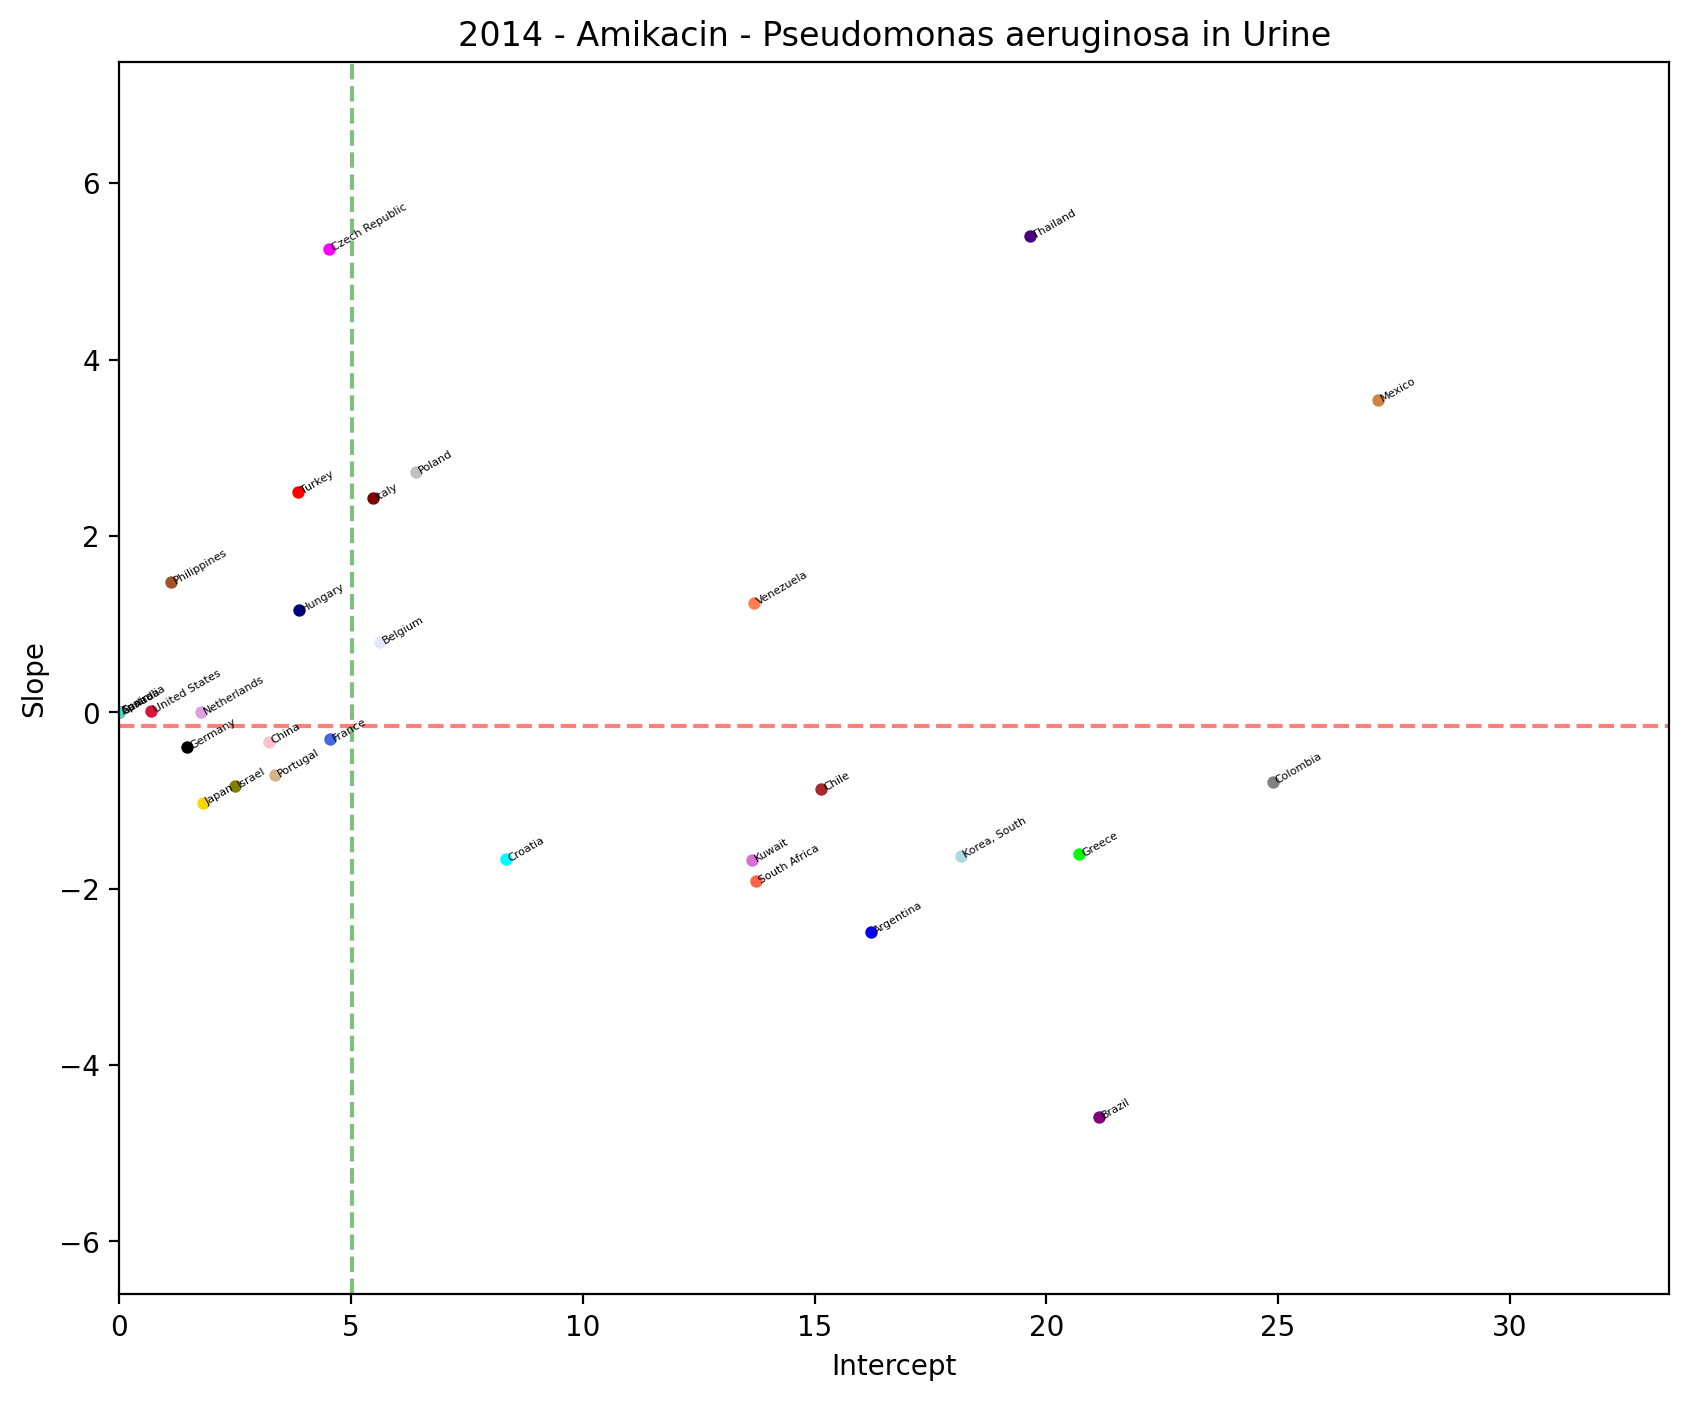 2014 - Amikacin - Pseudomonas aeruginosa in Urine
6
4
2
0
−2
−4
−6
Slope
Czech Republic
Thailand
Mexico
Poland
Turkey
Italy
Philippines
Hungary
Venezuela
Belgium
United States
Netherlands
Germany
China
France
Portugal
Israel
Japan
Chile
Colombia
Croatia
Kuwait
South Africa
Korea, South
Greece
Argentina
Brazil
0
5
10
15
20
25
30
Intercept